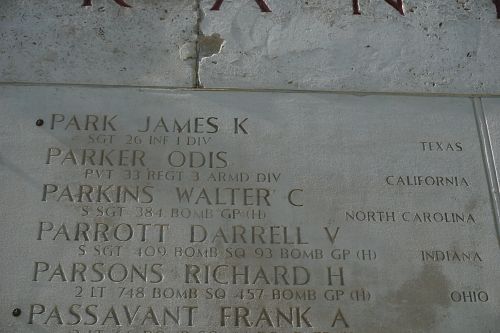 PARK JAMES K
SGT 26 INF 1 DIV TEXAS
PARKER ODIS
PVT 33 REGT 3 ARMD DIV CALIFORNIA
PARKINS WALTER C
S SGT 384 BOMB GP (H) NORTH CAROLINA
PARROTT DARRELL V
S SGT 409 BOMB SQ 93 BOMB GP (H) INDIANA
PARSONS RICHARD H
2 LT 748 BOMB SQ 457 BOMB GP (H) OHIO
PASSAVANT FRANK A